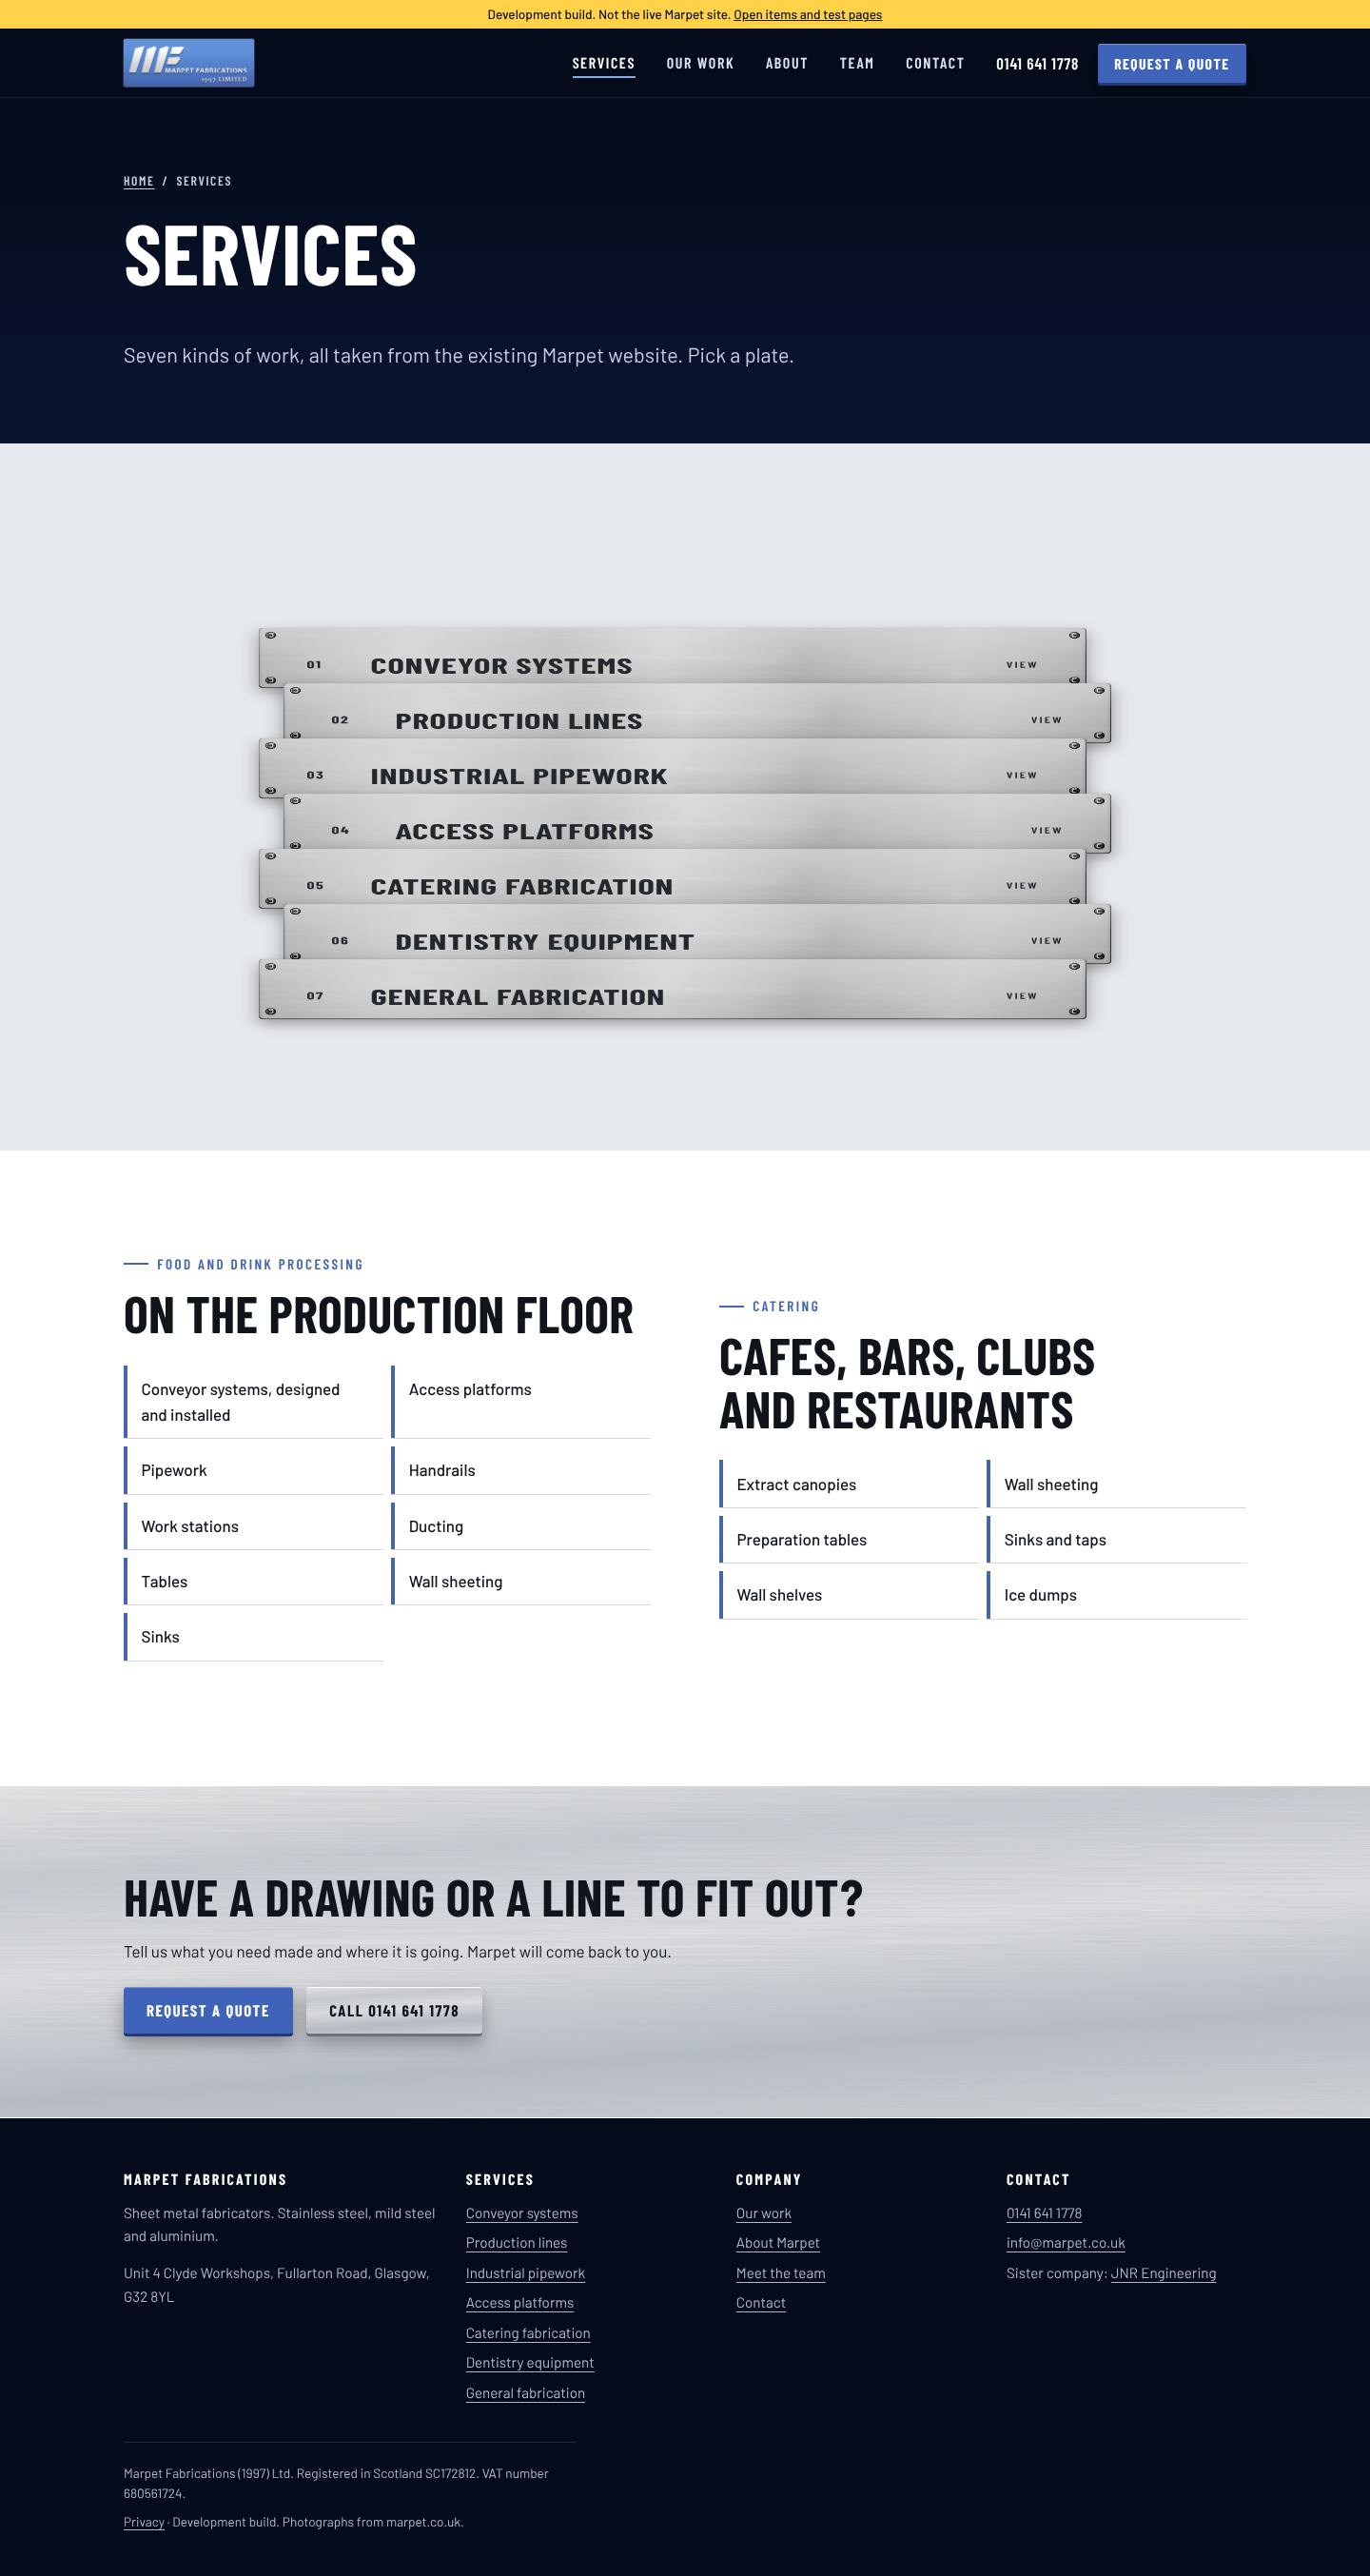 Development build. Not the live Marpet site. Open items and test pages
MF MARPET FABRICATIONS
1997 LIMITED
SERVICES OUR WORK ABOUT TEAM CONTACT 0141 641 1778 REQUEST A QUOTE
HOME / SERVICES
SERVICES
Seven kinds of work, all taken from the existing Marpet website. Pick a plate.
01 CONVEYOR SYSTEMS VIEW
02 PRODUCTION LINES VIEW
03 INDUSTRIAL PIPEWORK VIEW
04 ACCESS PLATFORMS VIEW
05 CATERING FABRICATION VIEW
06 DENTISTRY EQUIPMENT VIEW
07 GENERAL FABRICATION VIEW
FOOD AND DRINK PROCESSING
ON THE PRODUCTION FLOOR
Conveyor systems, designed
and installed
Access platforms
Pipework
Handrails
Work stations
Ducting
Tables
Wall sheeting
Sinks
CATERING
CAFES, BARS, CLUBS
AND RESTAURANTS
Extract canopies
Wall sheeting
Preparation tables
Sinks and taps
Wall shelves
Ice dumps
HAVE A DRAWING OR A LINE TO FIT OUT?
Tell us what you need made and where it is going. Marpet will come back to you.
REQUEST A QUOTE CALL 0141 641 1778
MARPET FABRICATIONS
Sheet metal fabricators. Stainless steel, mild steel
and aluminium.
Unit 4 Clyde Workshops, Fullarton Road, Glasgow,
G32 8YL
SERVICES
Conveyor systems
Production lines
Industrial pipework
Access platforms
Catering fabrication
Dentistry equipment
General fabrication
COMPANY
Our work
About Marpet
Meet the team
Contact
CONTACT
0141 641 1778
info@marpet.co.uk
Sister company: JNR Engineering
Marpet Fabrications (1997) Ltd. Registered in Scotland SC172812. VAT number
680561724.
Privacy · Development build. Photographs from marpet.co.uk.